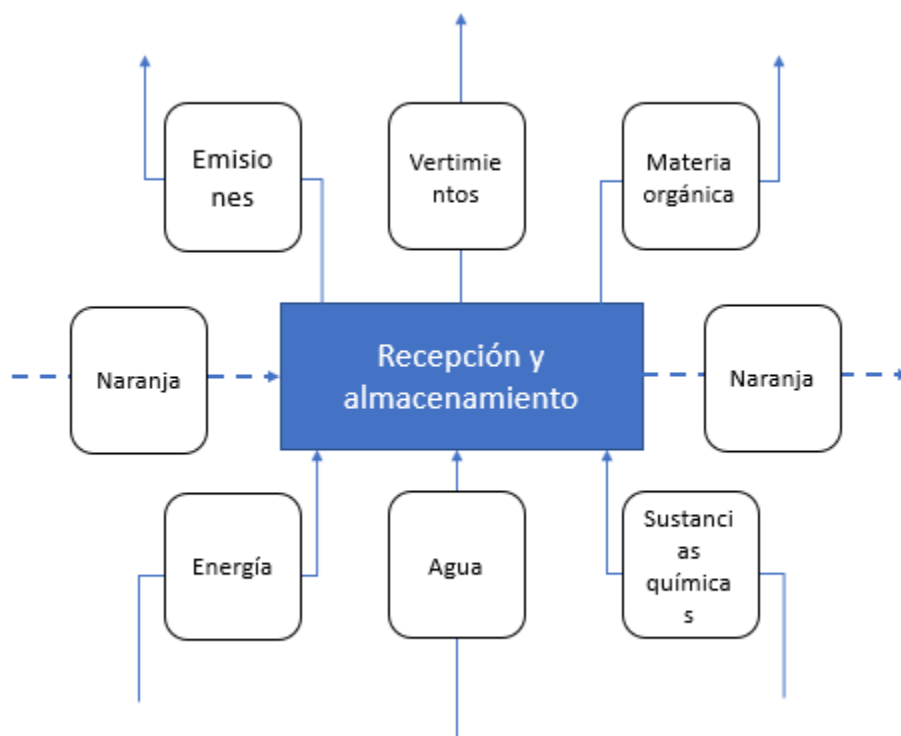 Emisio
nes
Vertimie
ntos
Materia
orgánica
Naranja
Recepción y
almacenamiento
Naranja
Energía
Agua
Sustanci
as
química
s